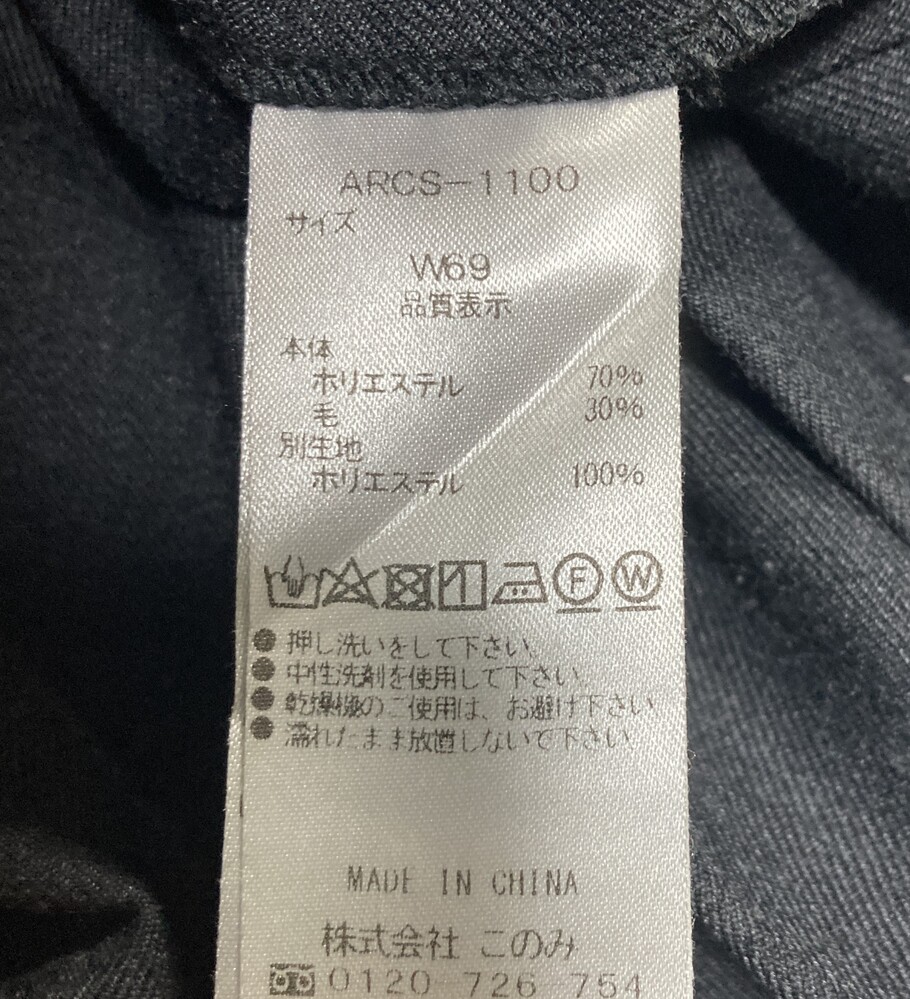 ARCS-1100
サイズ
W69
品質表示
本体
ポリエステル 70%
毛 30%
別生地
ポリエステル 100%
F W
● 押し洗いをして下さい。
● 中性洗剤を使用して下さい。
● 乾燥機のご使用は、お避け下さい
● 濡れたまま放置しないで下さい。
MADE IN CHINA
株式会社 このみ
0120 726 754